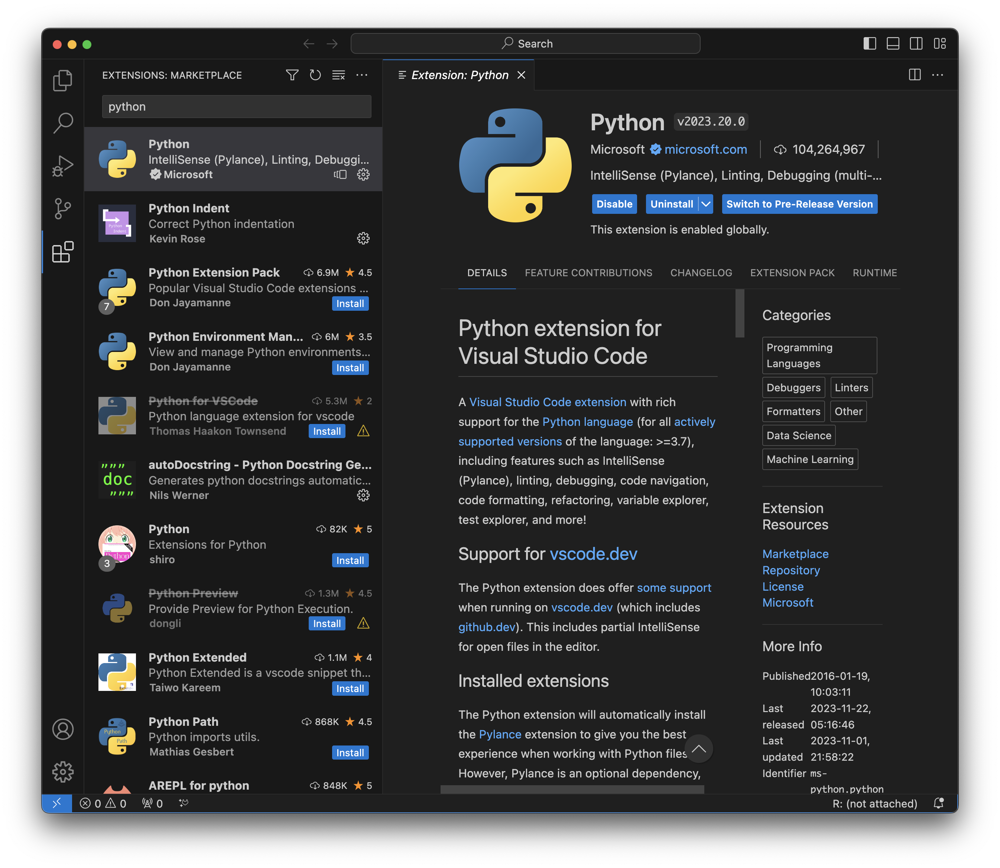 Search
EXTENSIONS: MARKETPLACE
python
Python
IntelliSense (Pylance), Linting, Debuggi...
Microsoft
Python Indent
Correct Python indentation
Kevin Rose
Python
Indent
Python Extension Pack 6.9M 4.5
Popular Visual Studio Code extensions ...
Don Jayamanne Install
7
Python Environment Man... 6M 3.5
View and manage Python environments...
Don Jayamanne Install
Python for VSCode 5.3M 2
Python language extension for vscode
Thomas Haakon Townsend Install
autoDocstring - Python Docstring Ge...
Generates python docstrings automatic...
Nils Werner
"""
doc
"""
Python 82K 5
Extensions for Python
shiro Install
Python
3
Python Preview 1.3M 4.5
Provide Preview for Python Execution.
dongli Install
Python Extended 1.1M 4
Python Extended is a vscode snippet th...
Taiwo Kareem Install
Python Path 868K 4.5
Python imports utils.
Mathias Gesbert Install
Python
Path
AREPL for python 848K 5
Extension: Python
Python v2023.20.0
Microsoft microsoft.com 104,264,967
IntelliSense (Pylance), Linting, Debugging (multi-...
Disable Uninstall Switch to Pre-Release Version
This extension is enabled globally.
DETAILS FEATURE CONTRIBUTIONS CHANGELOG EXTENSION PACK RUNTIME
Python extension for
Visual Studio Code
A Visual Studio Code extension with rich
support for the Python language (for all actively
supported versions of the language: >=3.7),
including features such as IntelliSense
(Pylance), linting, debugging, code navigation,
code formatting, refactoring, variable explorer,
test explorer, and more!
Support for vscode.dev
The Python extension does offer some support
when running on vscode.dev (which includes
github.dev). This includes partial IntelliSense
for open files in the editor.
Installed extensions
The Python extension will automatically install
the Pylance extension to give you the best
experience when working with Python files
However, Pylance is an optional dependency,
Categories
Programming
Languages
Debuggers Linters
Formatters Other
Data Science
Machine Learning
Extension
Resources
Marketplace
Repository
License
Microsoft
More Info
Published 2016-01-19,
10:03:11
Last 2023-11-22,
released 05:16:46
Last 2023-11-01,
updated 21:58:22
Identifier ms-
python.python
0 0 0
R: (not attached)